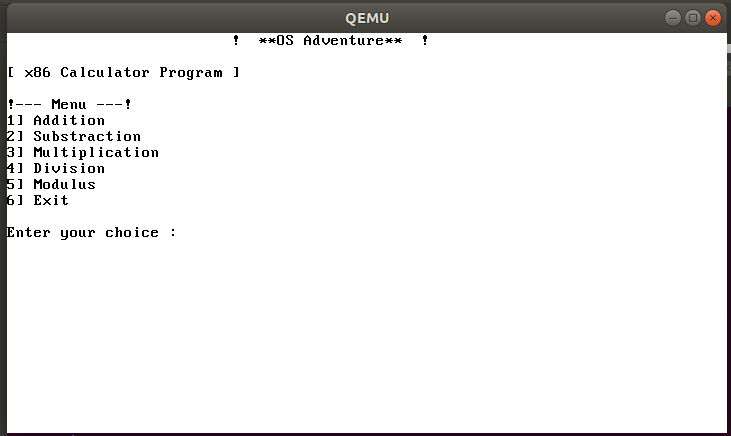 QEMU
! **OS Adventure** !
[ x86 Calculator Program ]
!--- Menu ---!
1] Addition
2] Substraction
3] Multiplication
4] Division
5] Modulus
6] Exit
Enter your choice :